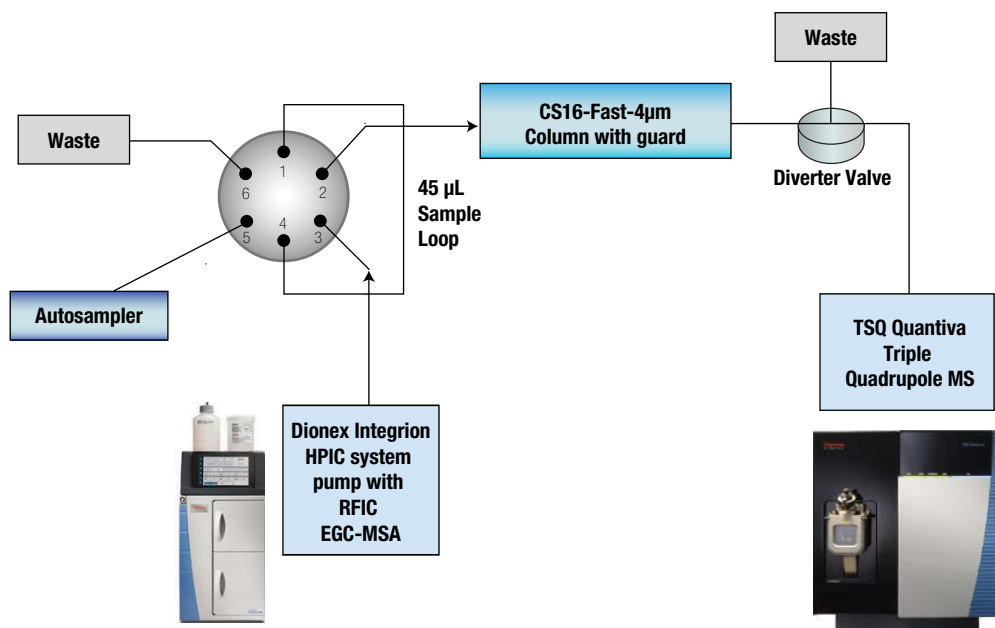 Waste
Waste
CS16-Fast-4µm
Column with guard
Diverter Valve
1
2
3
4
5
6
45 µL
Sample
Loop
Autosampler
Dionex Integrion
HPIC system
pump with
RFIC
EGC-MSA
TSQ Quantiva
Triple
Quadrupole MS